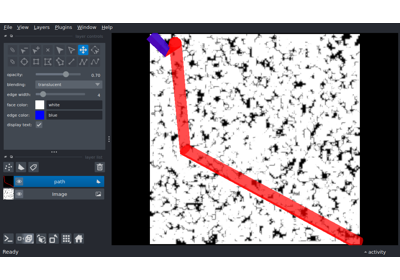 File View Layers Plugins Window Help
opacity: 0.70
blending: translucent
edge width:
face color: white
edge color: blue
display text:
path
Image
Ready
activity